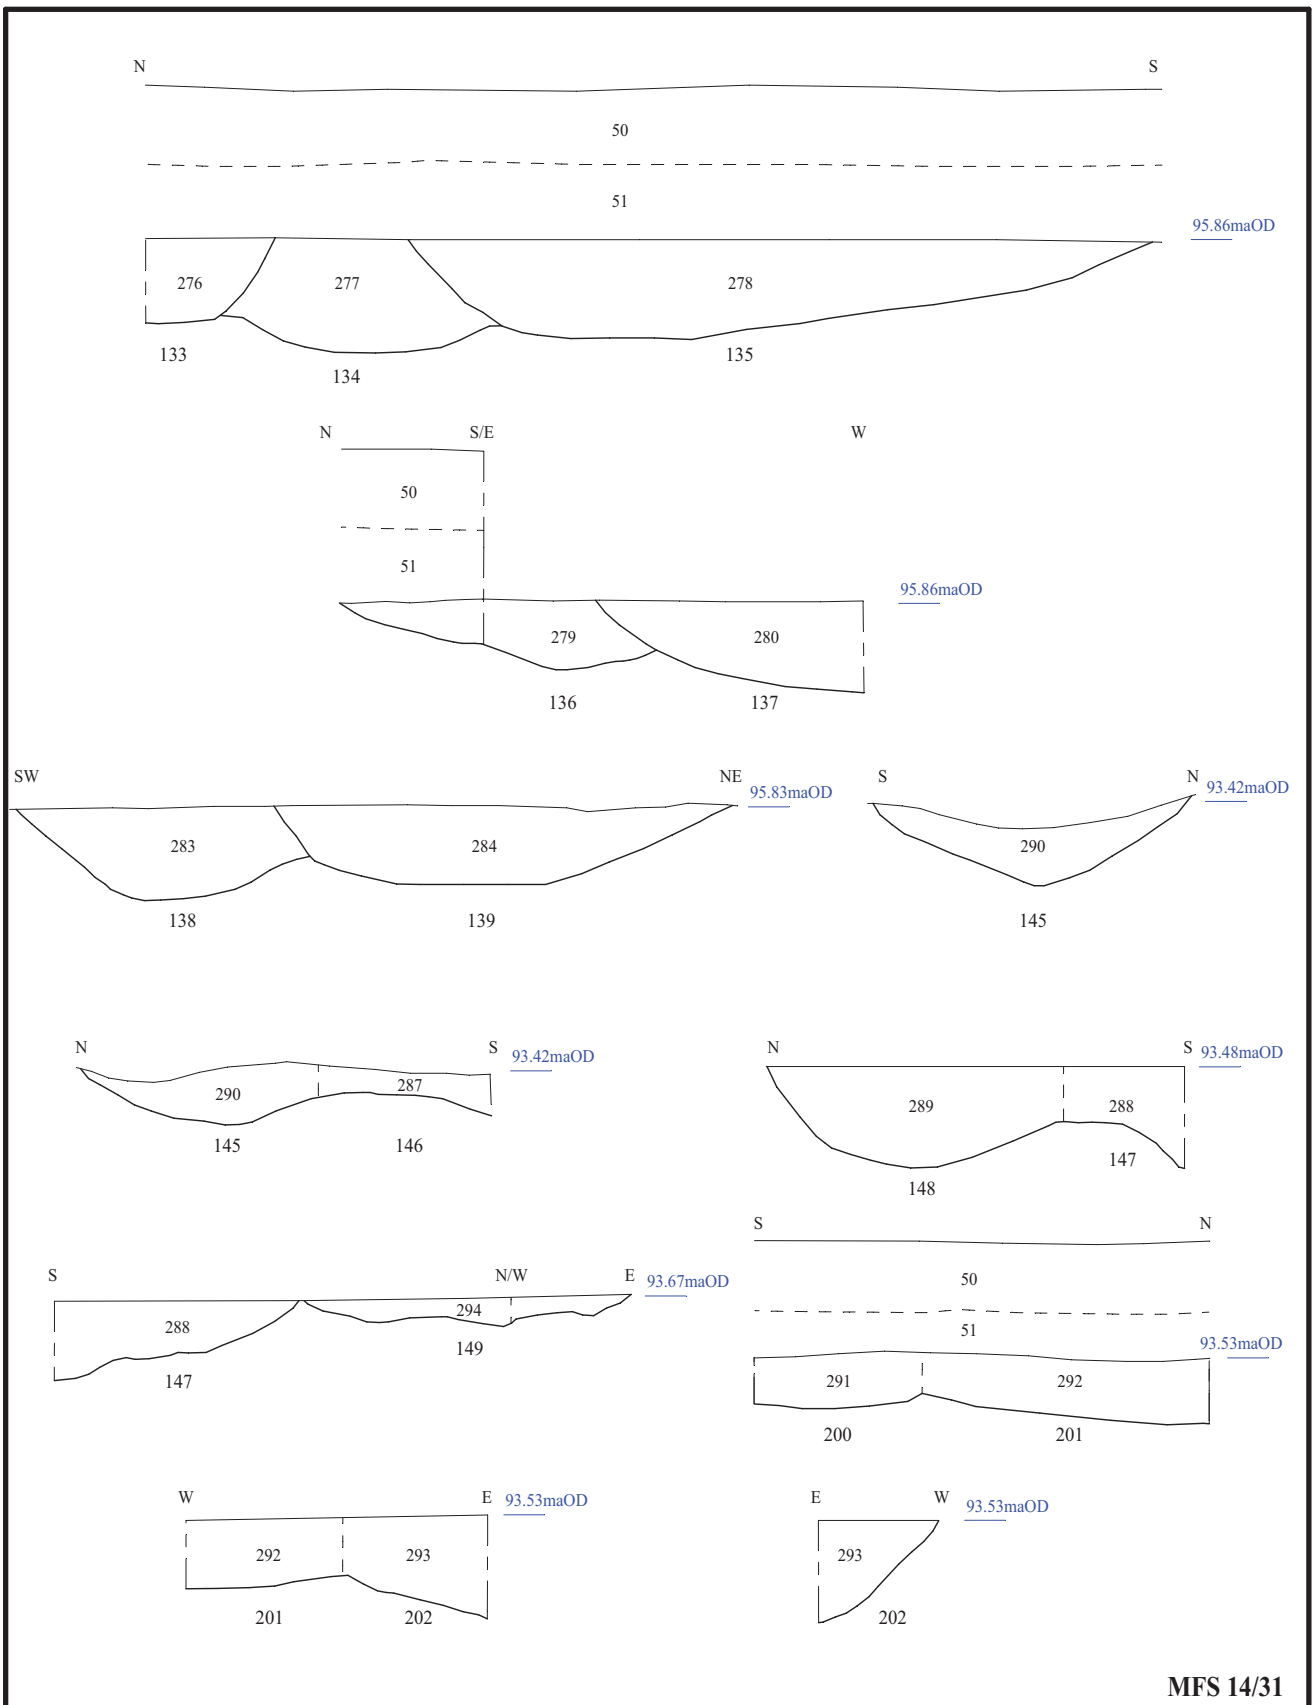 N S
50
51
95.86maOD
276 277 278
133 134 135
N S/E W
50
51
95.86maOD
279 280
136 137
SW NE
95.83maOD
283 284
138 139
S N
93.42maOD
290
145
N S
93.42maOD
290 287
145 146
N S
93.48maOD
289 288
148 147
S N/W E
93.67maOD
288 294
147 149
S N
50
51
93.53maOD
291 292
200 201
W E
93.53maOD
292 293
201 202
E W
93.53maOD
293
202
MFS 14/31